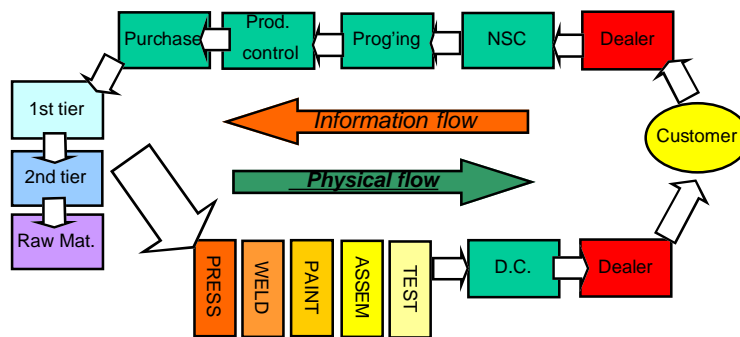 Purchase
Prod.
control
Prog'ing
NSC
Dealer
1st tier
Information flow
Customer
2nd tier
Physical flow
Raw Mat.
PRESS
WELD
PAINT
ASSEM
TEST
D.C.
Dealer